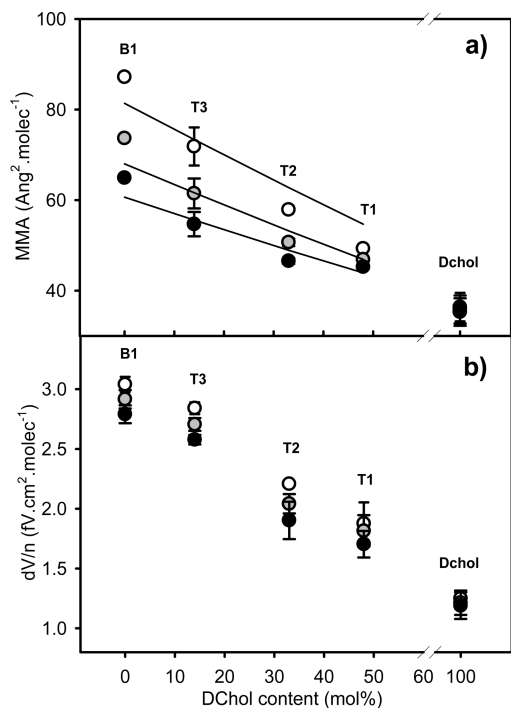 100
80
60
40
MMA (Ang².molec⁻¹)
a)
B1
T3
T2
T1
Dchol
3.0
2.5
2.0
1.5
1.0
dV/n (fV.cm².molec⁻¹)
b)
B1
T3
T2
T1
Dchol
0 10 20 30 40 50 60 100
DChol content (mol%)